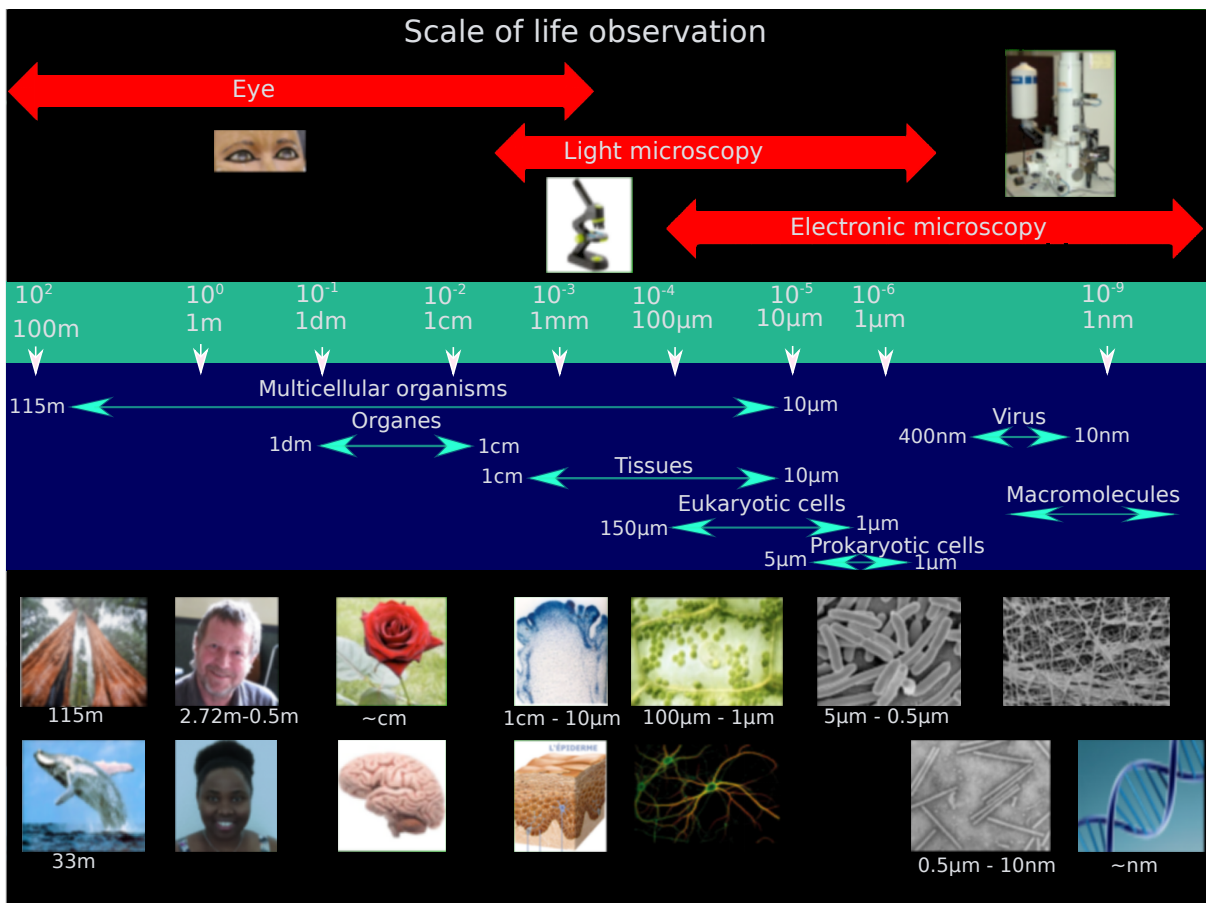 Scale of life observation
Eye
Light microscopy
Electronic microscopy
10² 10⁰ 10⁻¹ 10⁻² 10⁻³ 10⁻⁴ 10⁻⁵ 10⁻⁶ 10⁻⁹
100m 1m 1dm 1cm 1mm 100µm 10µm 1µm 1nm
Multicellular organisms
115m 10µm
Organes
1dm 1cm
Virus
400nm 10nm
Tissues
1cm 10µm
Macromolecules
Eukaryotic cells
150µm 1µm
Prokaryotic cells
5µm 1µm
115m 2.72m-0.5m ~cm 1cm - 10µm 100µm - 1µm 5µm - 0.5µm
L'ÉPIDERME
33m 0.5µm - 10nm ~nm